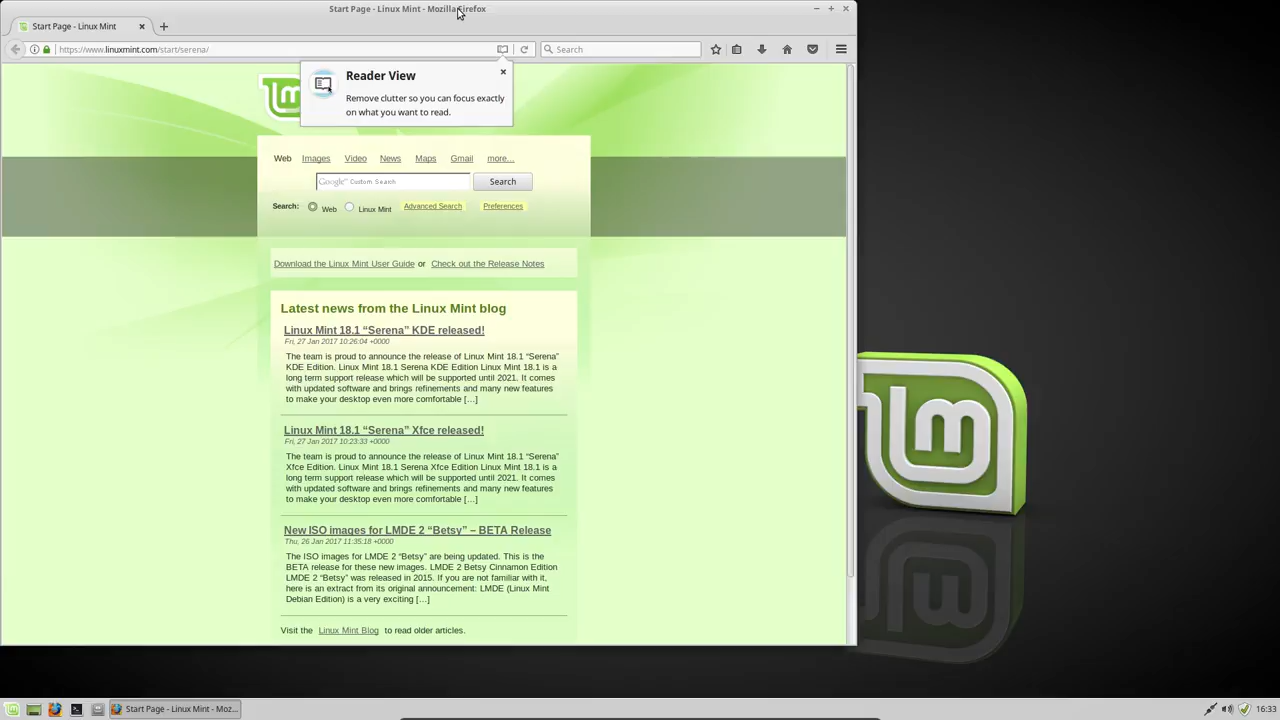 Start Page - Linux Mint - Mozilla Firefox
Start Page - Linux Mint
https://www.linuxmint.com/start/serena/
Search
Reader View
Remove clutter so you can focus exactly
on what you want to read.
Web Images Video News Maps Gmail more...
Google™ Custom Search
Search
Search: Web Linux Mint Advanced Search Preferences
Download the Linux Mint User Guide or Check out the Release Notes
Latest news from the Linux Mint blog
Linux Mint 18.1 “Serena” KDE released!
Fri, 27 Jan 2017 10:26:04 +0000
The team is proud to announce the release of Linux Mint 18.1 “Serena”
KDE Edition. Linux Mint 18.1 Serena KDE Edition Linux Mint 18.1 is a
long term support release which will be supported until 2021. It comes
with updated software and brings refinements and many new features
to make your desktop even more comfortable […]
Linux Mint 18.1 “Serena” Xfce released!
Fri, 27 Jan 2017 10:23:33 +0000
The team is proud to announce the release of Linux Mint 18.1 “Serena”
Xfce Edition. Linux Mint 18.1 Serena Xfce Edition Linux Mint 18.1 is a
long term support release which will be supported until 2021. It comes
with updated software and brings refinements and many new features
to make your desktop even more comfortable […]
New ISO images for LMDE 2 “Betsy” – BETA Release
Thu, 26 Jan 2017 11:35:18 +0000
The ISO images for LMDE 2 “Betsy” are being updated. This is the
BETA release for these new images. LMDE 2 Betsy Cinnamon Edition
LMDE 2 “Betsy” was released in 2015. If you are not familiar with it,
here is an extract from its original announcement: LMDE (Linux Mint
Debian Edition) is a very exciting […]
Visit the Linux Mint Blog to read older articles.
Start Page - Linux Mint - Moz...
16:33